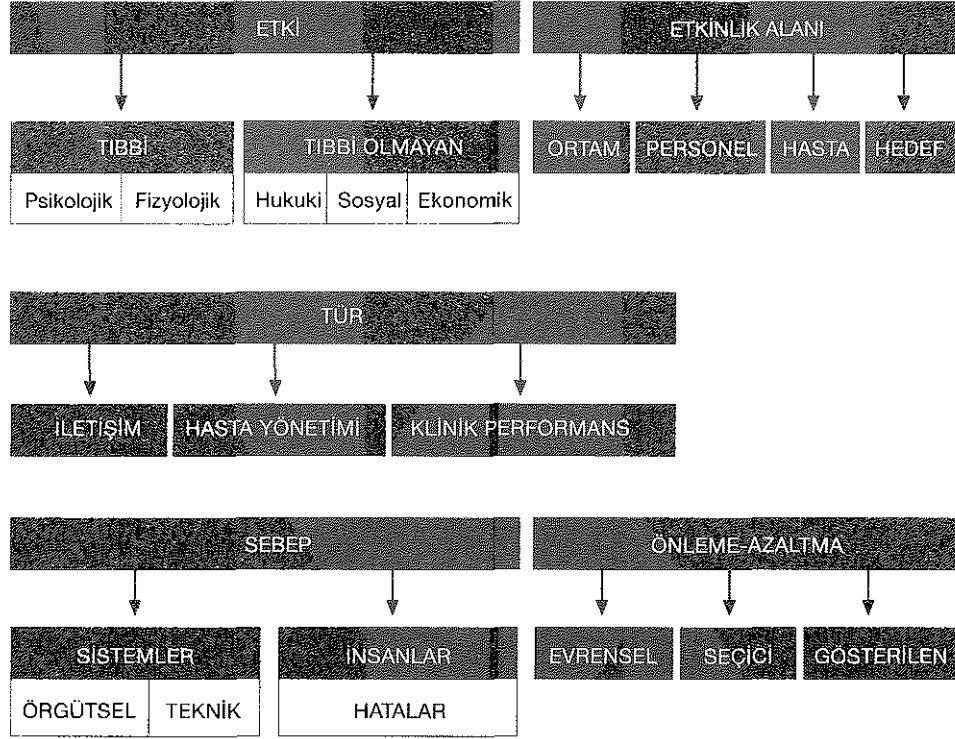 ETKİ
ETKİNLİK ALANI
TIBBİ
TIBBİ OLMAYAN
ORTAM
PERSONEL
HASTA
HEDEF
Psikolojik
Fizyolojik
Hukuki
Sosyal
Ekonomik
TÜR
İLETİŞİM
HASTA YÖNETİMİ
KLİNİK PERFORMANS
SEBEP
ÖNLEME-AZALTMA
SİSTEMLER
İNSANLAR
EVRENSEL
SEÇİCİ
GÖSTERİLEN
ÖRGÜTSEL
TEKNİK
HATALAR